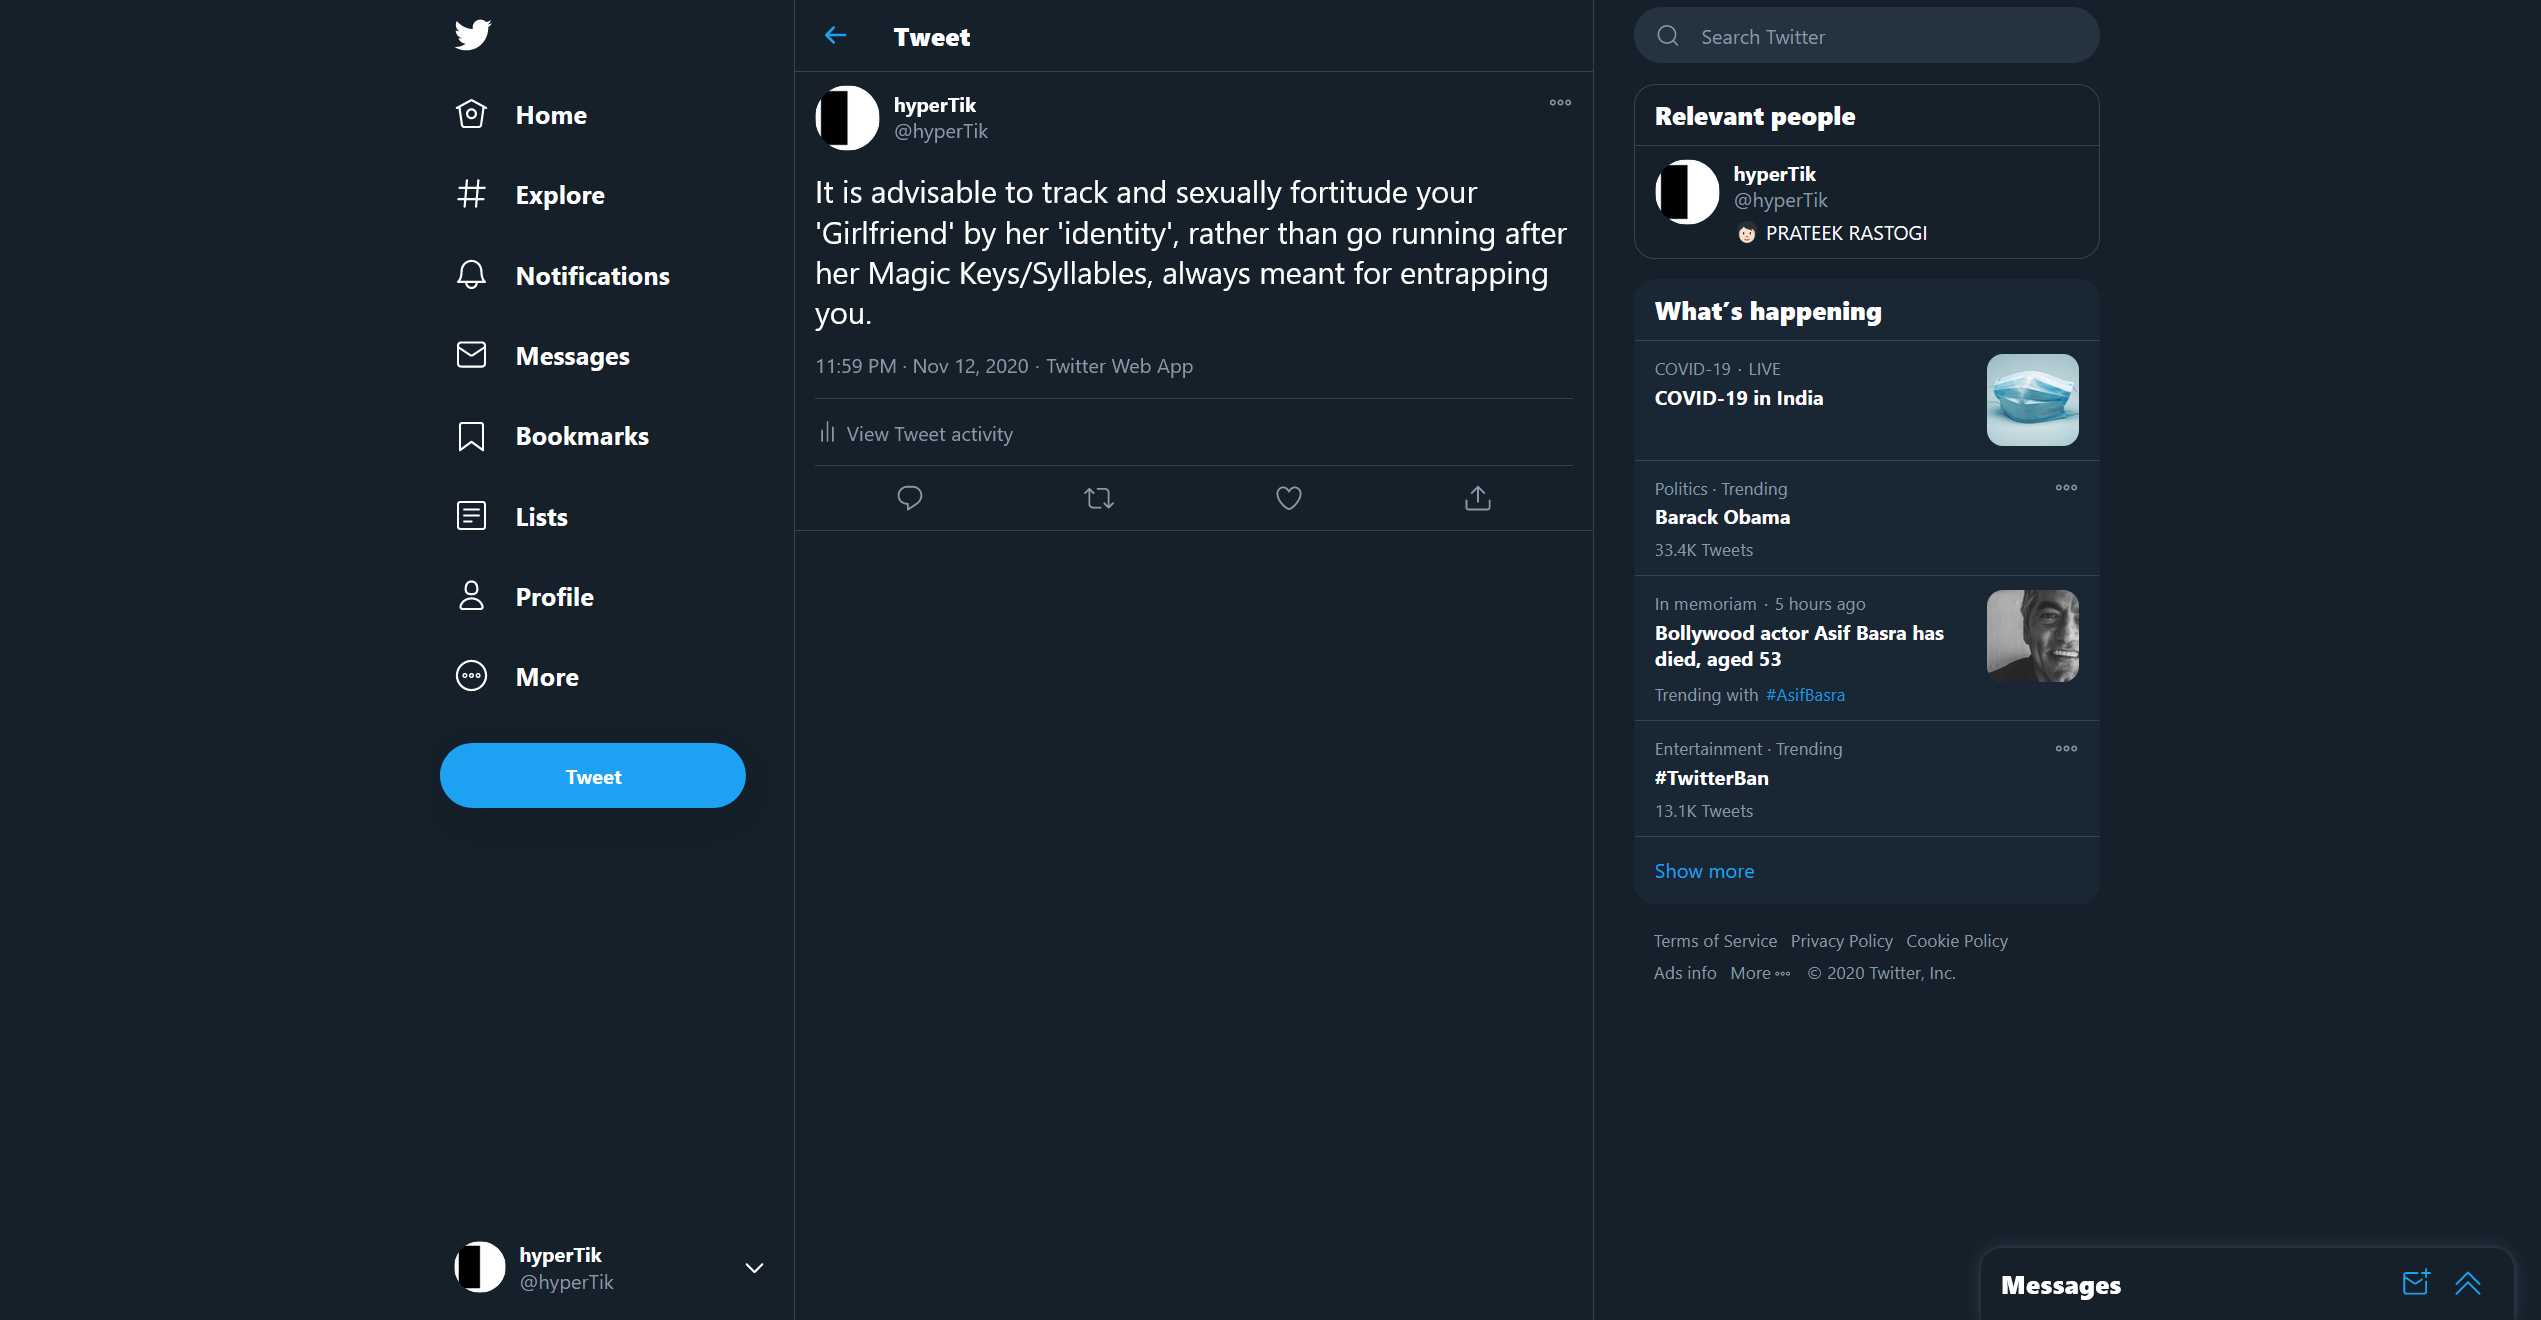 Home
Explore
Notifications
Messages
Bookmarks
Lists
Profile
More
Tweet
hyperTik
@hyperTik
Tweet
hyperTik
@hyperTik
It is advisable to track and sexually fortitude your
'Girlfriend' by her 'identity', rather than go running after
her Magic Keys/Syllables, always meant for entrapping
you.
11:59 PM · Nov 12, 2020 · Twitter Web App
View Tweet activity
Search Twitter
Relevant people
hyperTik
@hyperTik
PRATEEK RASTOGI
What's happening
COVID-19 · LIVE
COVID-19 in India
Politics · Trending
Barack Obama
33.4K Tweets
In memoriam · 5 hours ago
Bollywood actor Asif Basra has
died, aged 53
Trending with #AsifBasra
Entertainment · Trending
#TwitterBan
13.1K Tweets
Show more
Terms of Service Privacy Policy Cookie Policy
Ads info More © 2020 Twitter, Inc.
Messages